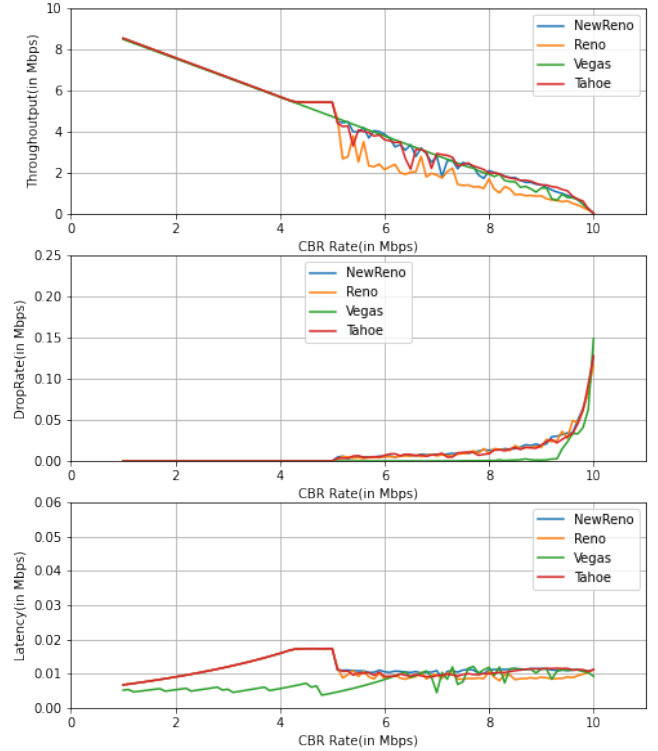 10
8
6
4
2
0
Throughoutput(in Mbps)
NewReno
Reno
Vegas
Tahoe
0 2 4 6 8 10
CBR Rate(in Mbps)
0.25
0.20
0.15
0.10
0.05
0.00
DropRate(in Mbps)
NewReno
Reno
Vegas
Tahoe
0 2 4 6 8 10
CBR Rate(in Mbps)
0.06
0.05
0.04
0.03
0.02
0.01
0.00
Latency(in Mbps)
NewReno
Reno
Vegas
Tahoe
0 2 4 6 8 10
CBR Rate(in Mbps)